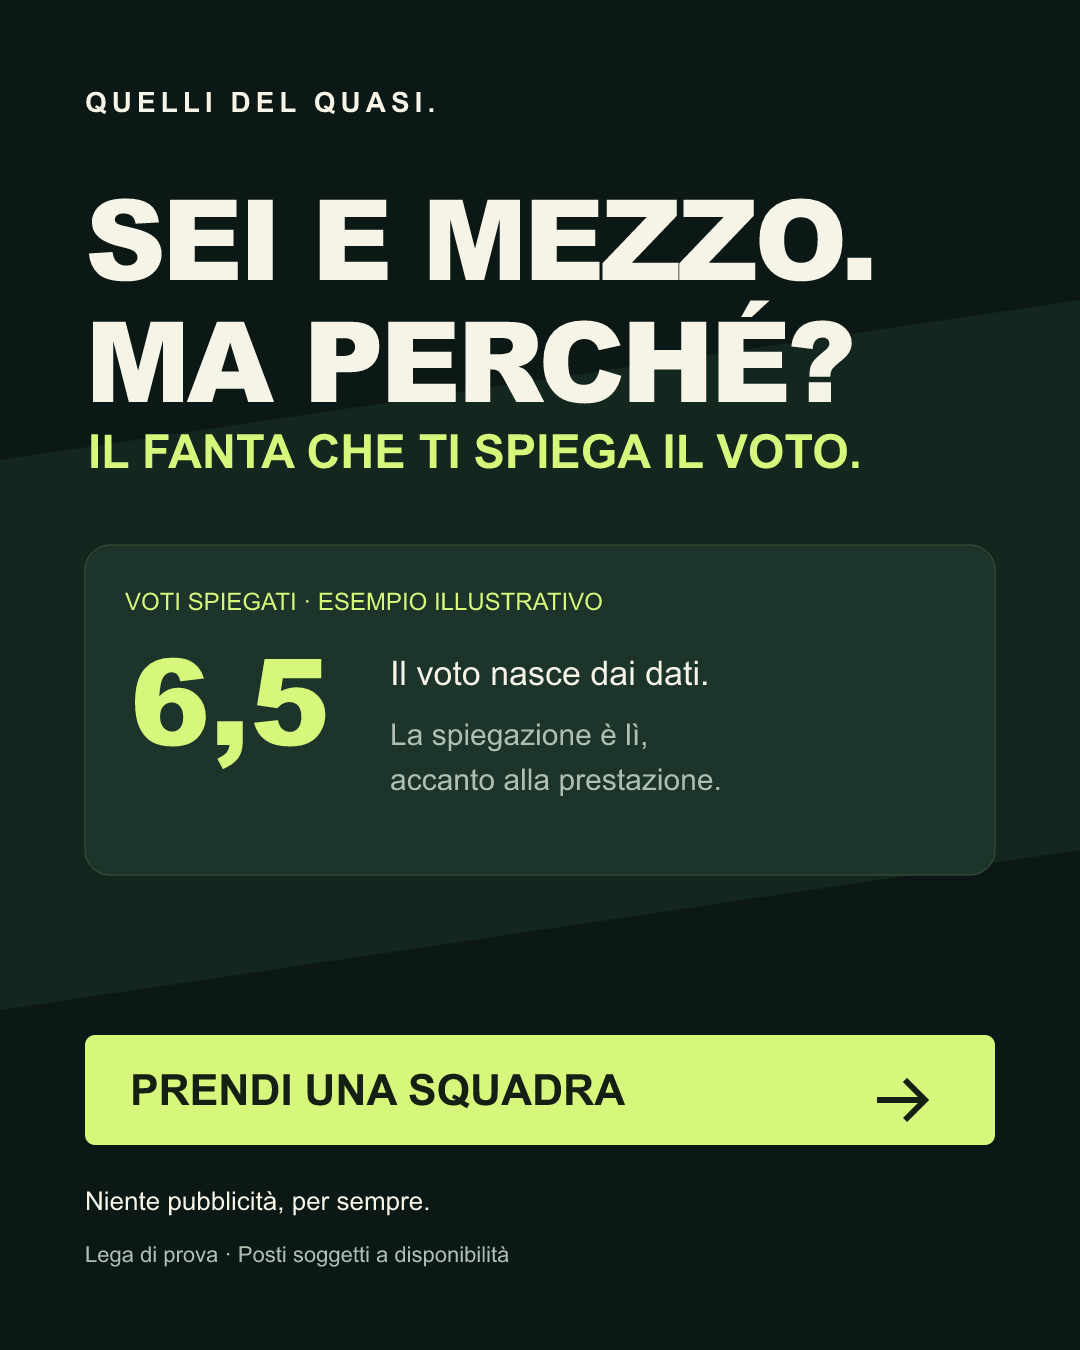 QUELLI DEL QUASI.
SEI E MEZZO.
MA PERCHÉ?
IL FANTA CHE TI SPIEGA IL VOTO.
VOTI SPIEGATI · ESEMPIO ILLUSTRATIVO
6,5
Il voto nasce dai dati.
La spiegazione è lì,
accanto alla prestazione.
PRENDI UNA SQUADRA
Niente pubblicità, per sempre.
Lega di prova · Posti soggetti a disponibilità